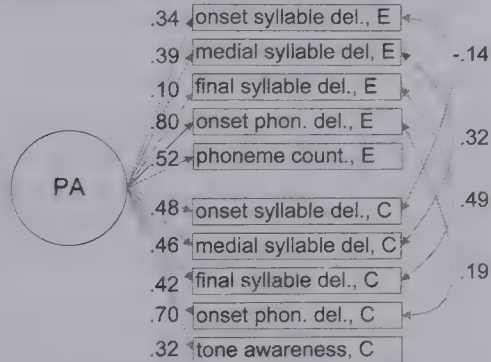 .34 onset syllable del., E
-.14
.39 medial syllable del, E
.10 final syllable del., E
.80 onset phon. del., E
.32
.52 phoneme count., E
PA
.49
.48 onset syllable del., C
.46 medial syllable del, C
.19
.42 final syllable del., C
.70 onset phon. del., C
.32 tone awareness, C